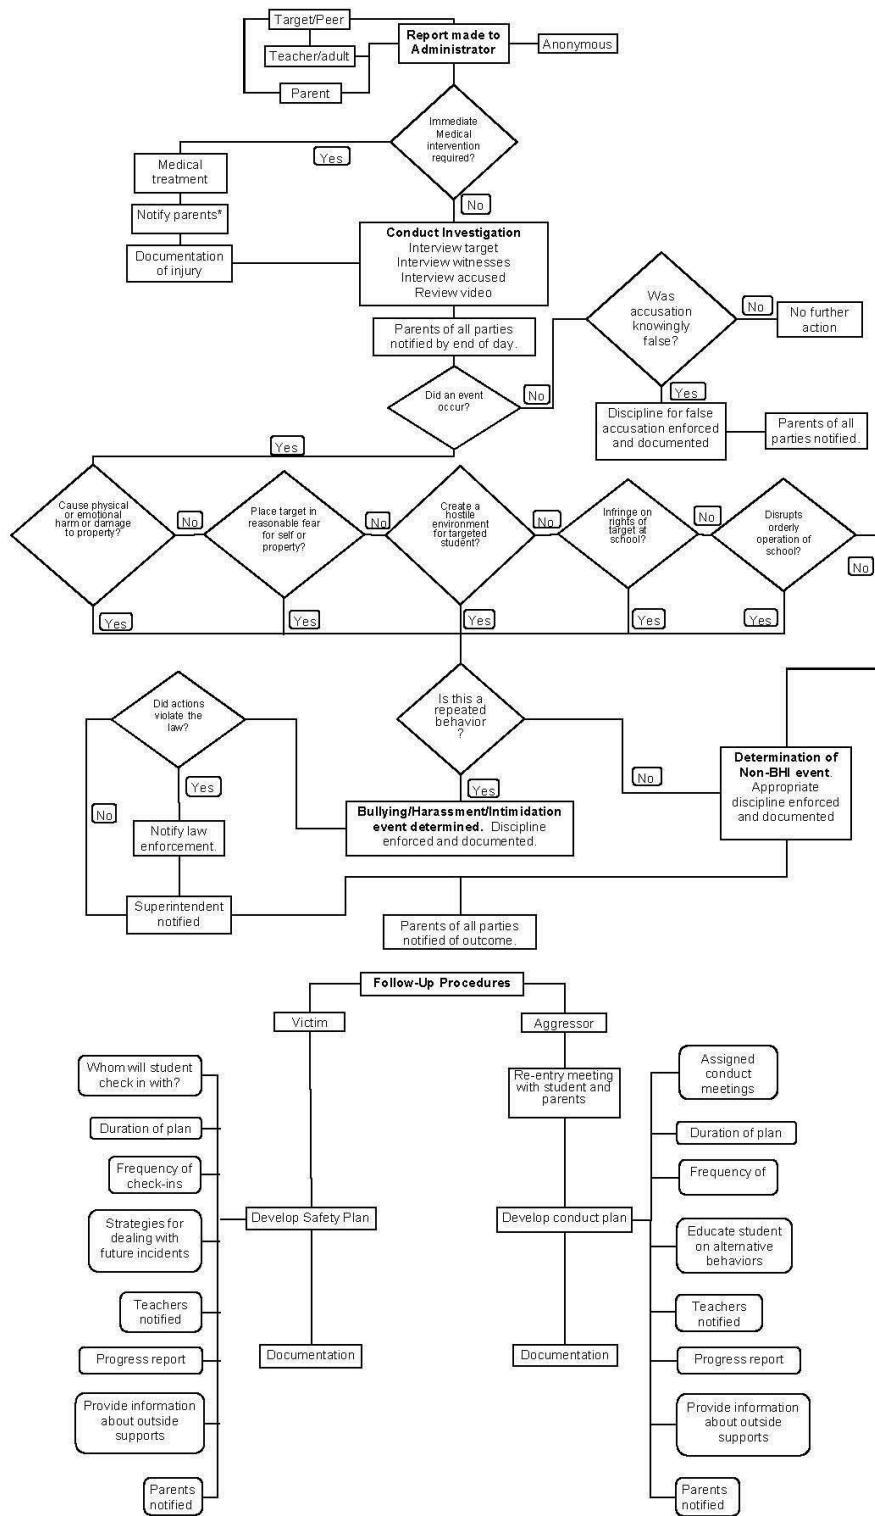 Target/Peer
Report made to
Administrator
Anonymous
Teacher/adult
Parent
Immediate
Medical
intervention
required?
Yes
Medical
treatment
No
Notify parents*
Conduct Investigation
Interview target
Interview witnesses
Interview accused
Review video
Documentation
of injury
Was
accusation
knowingly
false?
No
No further
action
Parents of all parties
notified by end of day.
Did an event
occur?
No
Yes
Discipline for false
accusation enforced
and documented
Parents of all
parties notified.
Yes
Cause physical
or emotional
harm or damage
to property?
No
Place target in
reasonable fear
for self or
property?
No
Create a
hostile
environment
for targeted
student?
No
Infringe on
rights of
target at
school?
No
Disrupts
orderly
operation of
school?
No
Yes
Yes
Yes
Yes
Yes
Did actions
violate the
law?
Is this a
repeated
behavior
?
Yes
No
Yes
No
Determination of
Non-BHI event.
Appropriate
discipline enforced
and documented
Bullying/Harassment/Intimidation
event determined. Discipline
enforced and documented.
Notify law
enforcement.
Superintendent
notified
Parents of all parties
notified of outcome.
Follow-Up Procedures
Victim
Aggressor
Whom will student
check in with?
Re-entry meeting
with student and
parents
Assigned
conduct
meetings
Duration of plan
Duration of plan
Frequency of
check-ins
Frequency of
Develop Safety Plan
Develop conduct plan
Strategies for
dealing with
future incidents
Educate student
on alternative
behaviors
Teachers
notified
Teachers
notified
Documentation
Documentation
Progress report
Progress report
Provide information
about outside
supports
Provide information
about outside
supports
Parents
notified
Parents
notified